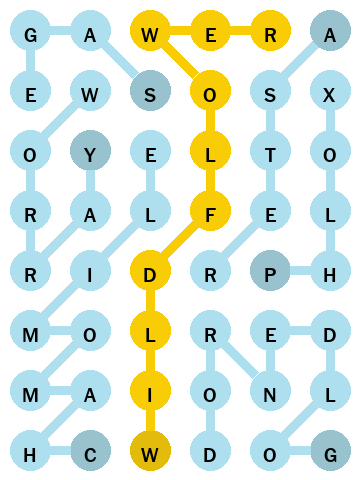 G A W E R A
E W S O S X
O Y E L T O
R A L F E L
R I D R P H
M O L R E D
M A I O N L
H C W D O G